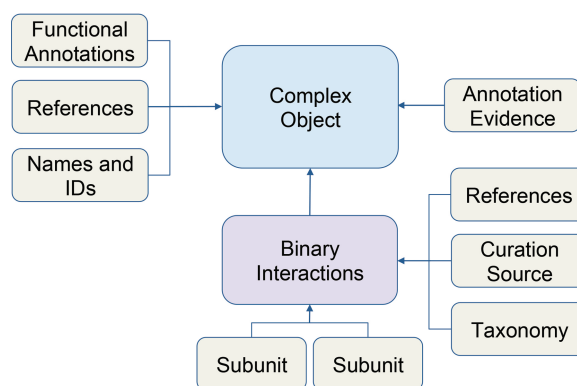 Functional
Annotations
References
Names and
IDs
Complex
Object
Annotation
Evidence
Binary
Interactions
References
Curation
Source
Taxonomy
Subunit
Subunit